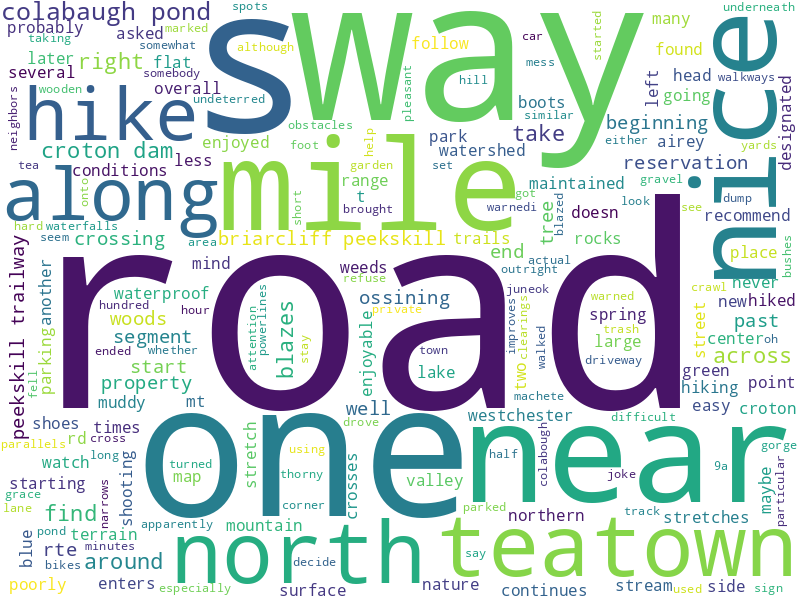 colabaugh pond
spots
underneath
probably
taking
marked
asked
somewhat
although
follow
car
started
many
later
right
flat
somebody
found
mess
several
wooden
overall
undeterred
hike
s
way
nice
pleasant
hill
boots
similar
left
head
walkways
going
beginning
designated
neighbors
croton dam
enjoyed
obstacles
foot
help
park
take
watershed
either
airey
yards
tea
conditions
less
along
mile
garden
range
t
set
maintained
reservation
gravel
onto
brought
short
got
doesn
look
dump
recommend
hard
waterfalls
seem
crossing
area
briarcliff peekskill
trails
warnedi
blazed
tree
rocks
see
place
bushes
peekskill trailway
another
mind
weeds
end
actual
outright
never
crawl
road
waterproof
hundred
woods
hour
refuse
private
ossining
juneok
spring
new
hiked
warned
street
past
parking
segment
ended
whether
blazes
attention
powerlines
stay
enjoyable
lake
town
improves
walked
clearings
two
trash
large
center
oh
across
fell
start
property
driveway
green
hiking
point
muddy
mt
cross
well
machete
westchester
easy
croton
shoes
times
using
drove
difficult
parallels
rd
one
near
watch
long
narrows
shooting
turned
map
thorny
stretch
crosses
valley
half
colabough
joke
9a
gorge
starting
grace
lane
find
corner
northern
track
stretches
maybe
particular
blue
pond
terrain
apparently
mountain
north
teatown
rte
minutes
bikes
around
decide
parked
say
poorly
enters
especially
surface
nature
continues
stream
used
side
sign